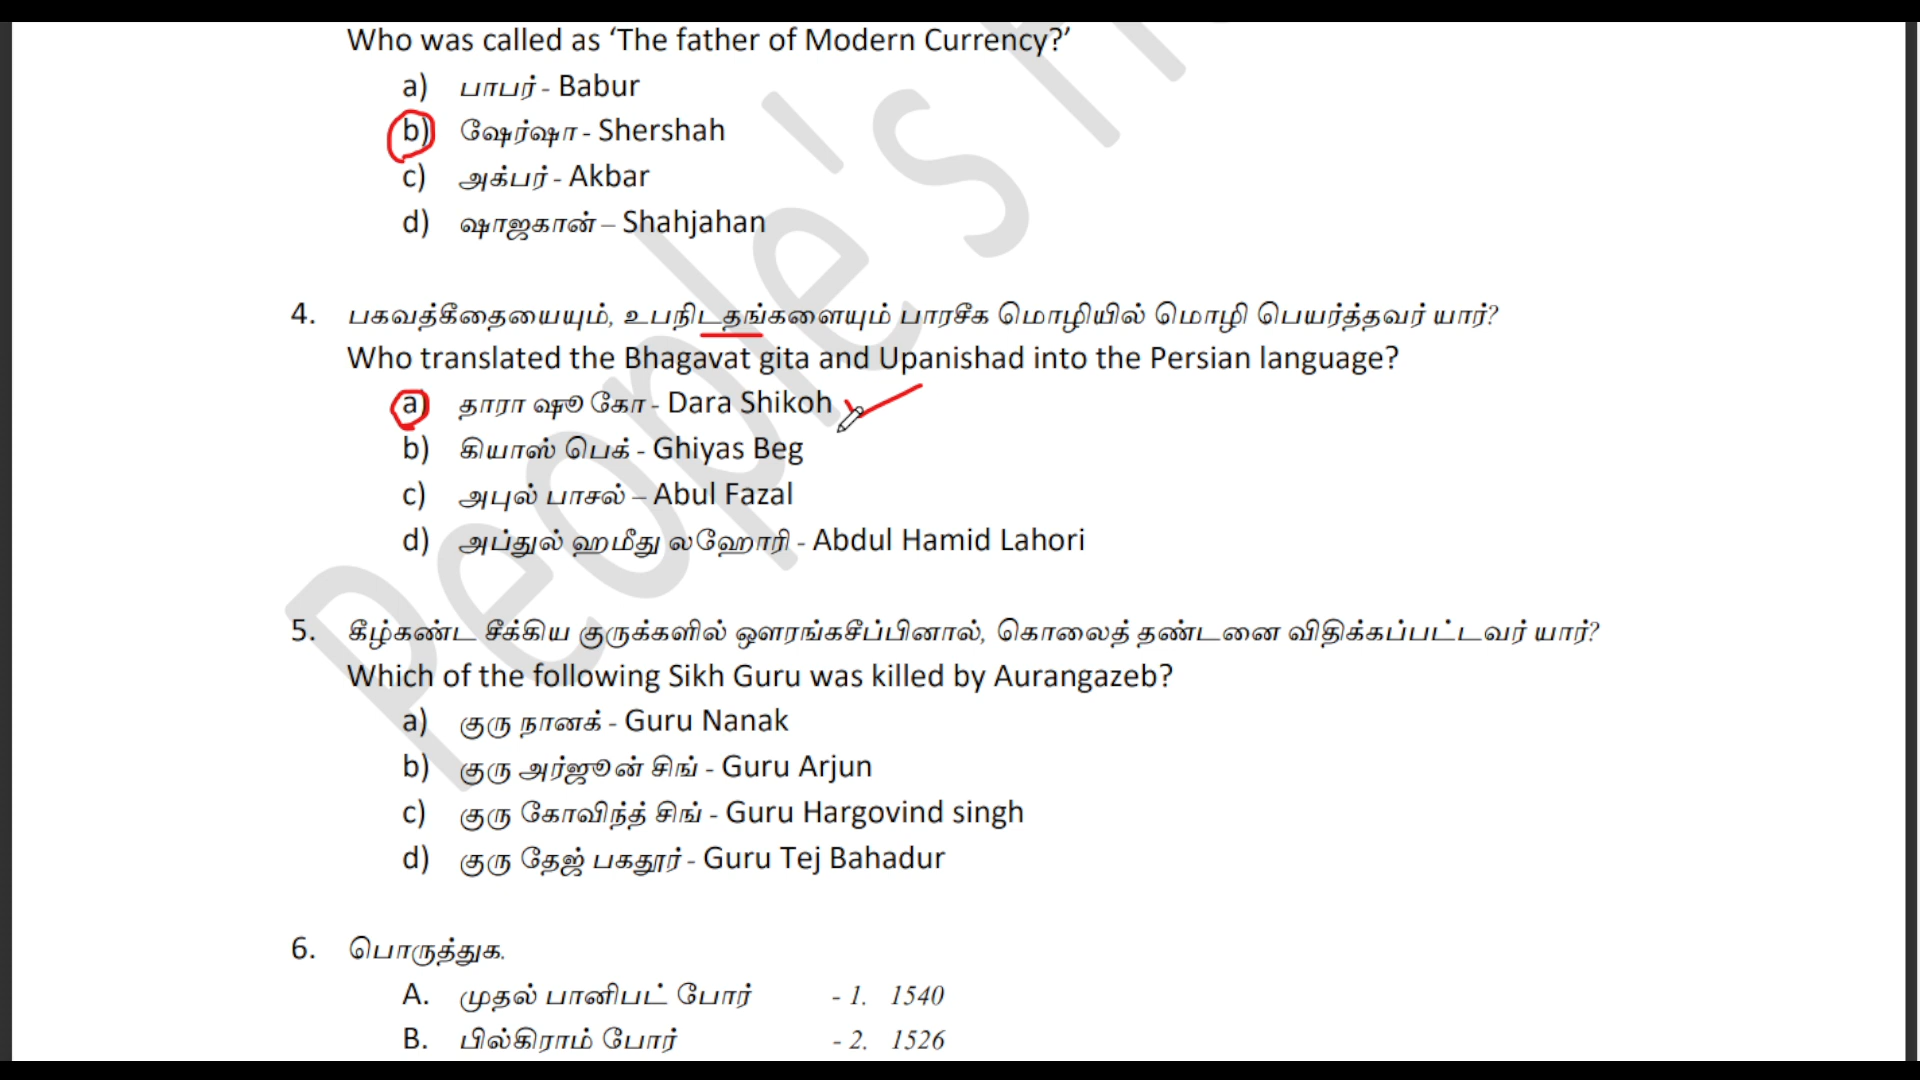 Who was called as ‘The father of Modern Currency?’
a) பாபர் - Babur
b) ஷேர்ஷா - Shershah
c) அக்பர் - Akbar
d) ஷாஜகான் – Shahjahan
4. பகவத்கீதையையும், உபநிடதங்களையும் பாரசீக மொழியில் மொழி பெயர்த்தவர் யார்?
Who translated the Bhagavat gita and Upanishad into the Persian language?
a) தாரா ஷூ கோ - Dara Shikoh
b) கியாஸ் பெக் - Ghiyas Beg
c) அபுல் பாசல் – Abul Fazal
d) அப்துல் ஹமீது லஹோரி - Abdul Hamid Lahori
5. கீழ்கண்ட சீக்கிய குருக்களில் ஔரங்கசீப்பினால், கொலைத் தண்டனை விதிக்கப்பட்டவர் யார்?
Which of the following Sikh Guru was killed by Aurangazeb?
a) குரு நானக் - Guru Nanak
b) குரு அர்ஜூன் சிங் - Guru Arjun
c) குரு கோவிந்த் சிங் - Guru Hargovind singh
d) குரு தேஜ் பகதூர் - Guru Tej Bahadur
6. பொருத்துக.
A. முதல் பானிபட் போர் - 1. 1540
B. பில்கிராம் போர் - 2. 1526
People's